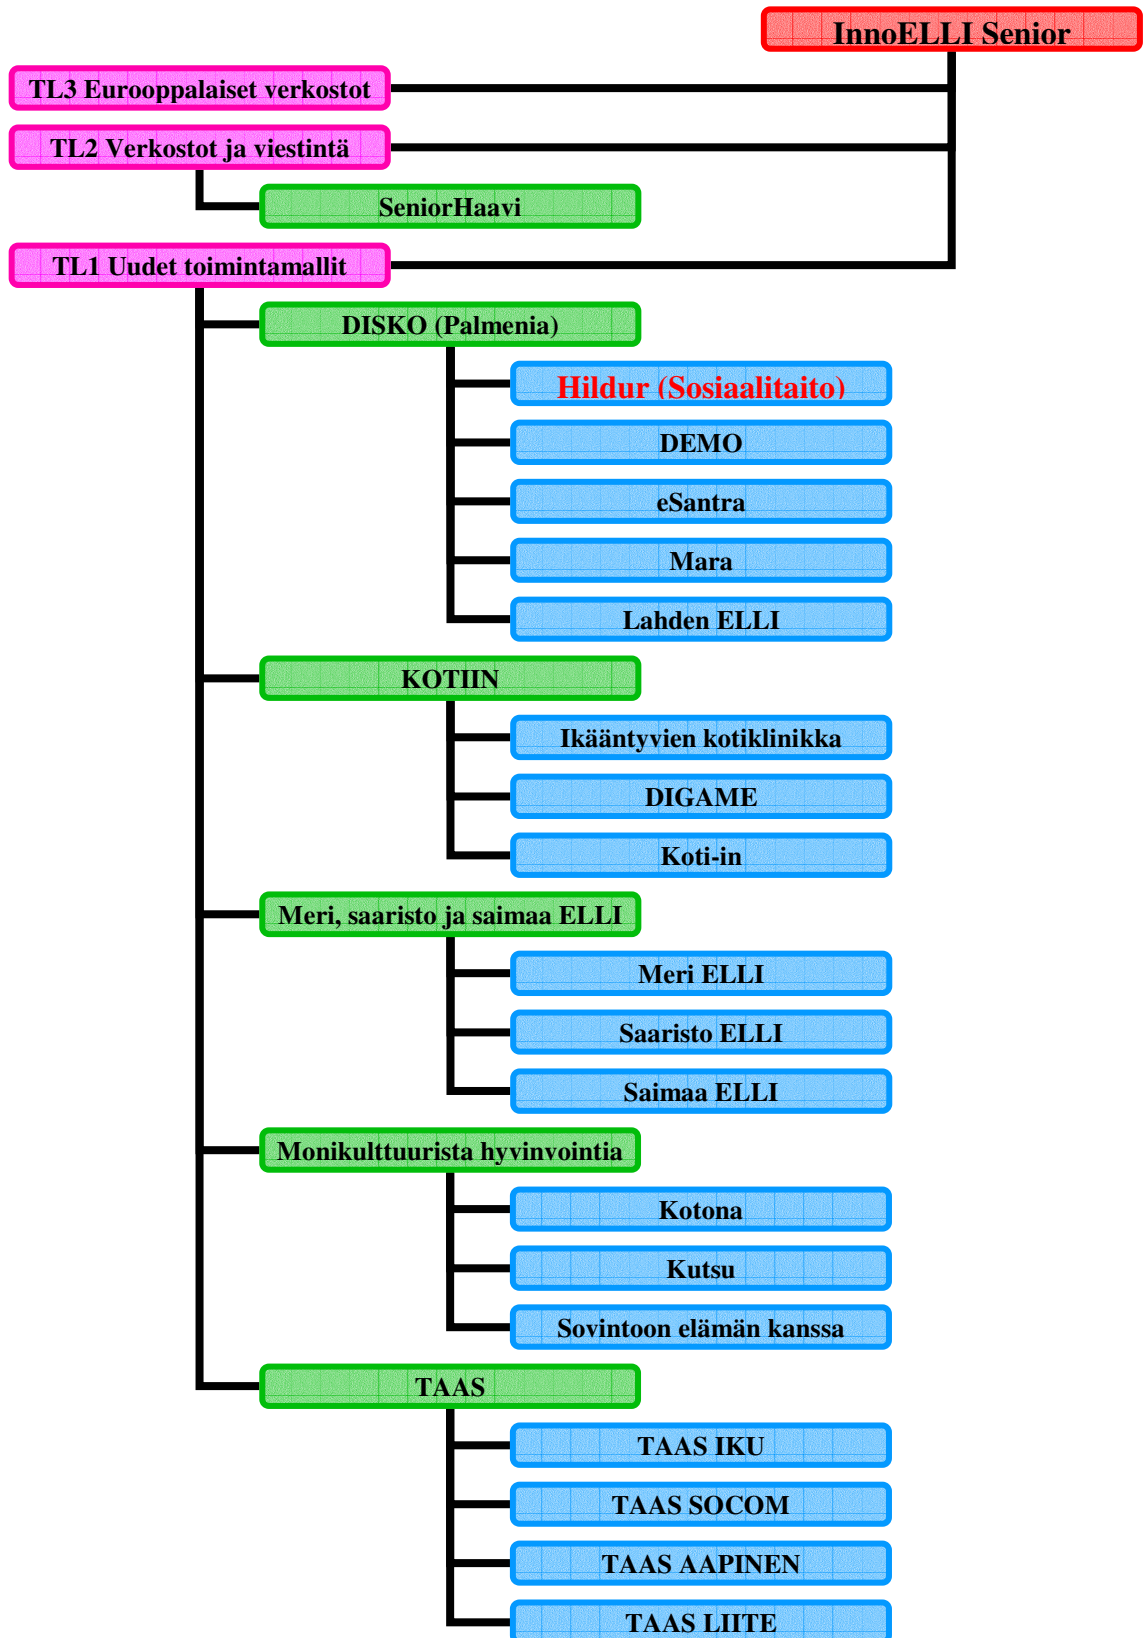 InnoELLI Senior
TL3 Eurooppalaiset verkostot
TL2 Verkostot ja viestintä
SeniorHaavi
TL1 Uudet toimintamallit
DISKO (Palmenia)
Hildur (Sosiaalitaito)
DEMO
eSantra
Mara
Lahden ELLI
KOTIIN
Ikääntyvien kotiklinikka
DIGAME
Koti-in
Meri, saaristo ja saimaa ELLI
Meri ELLI
Saaristo ELLI
Saimaa ELLI
Monikulttuurista hyvinvointia
Kotona
Kutsu
Sovintoon elämän kanssa
TAAS
TAAS IKU
TAAS SOCOM
TAAS AAPINEN
TAAS LIITE